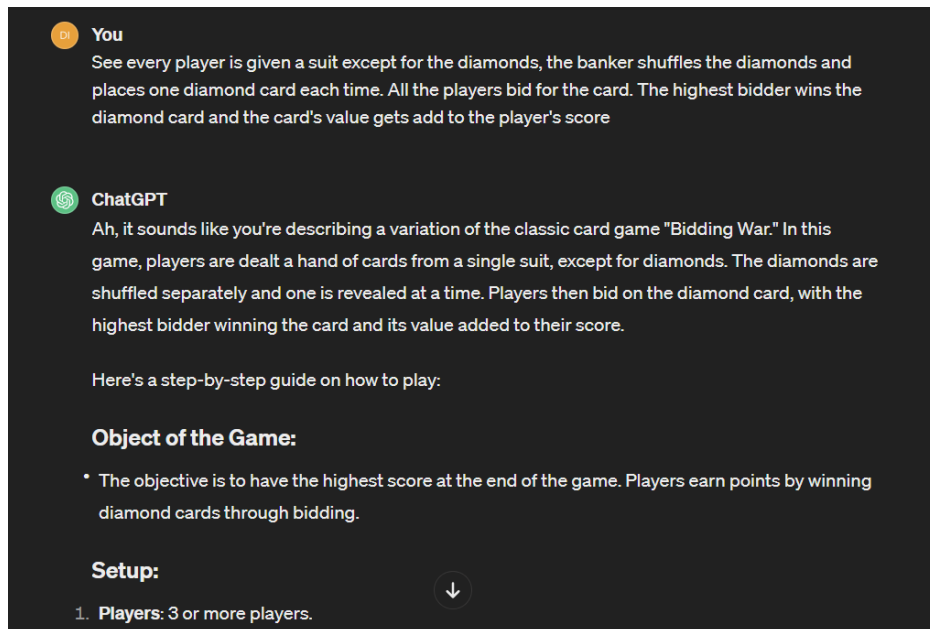 DI
You
See every player is given a suit except for the diamonds, the banker shuffles the diamonds and
places one diamond card each time. All the players bid for the card. The highest bidder wins the
diamond card and the card's value gets add to the player's score
ChatGPT
Ah, it sounds like you're describing a variation of the classic card game "Bidding War." In this
game, players are dealt a hand of cards from a single suit, except for diamonds. The diamonds are
shuffled separately and one is revealed at a time. Players then bid on the diamond card, with the
highest bidder winning the card and its value added to their score.
Here's a step-by-step guide on how to play:
Object of the Game:
• The objective is to have the highest score at the end of the game. Players earn points by winning
diamond cards through bidding.
Setup:
1. Players: 3 or more players.